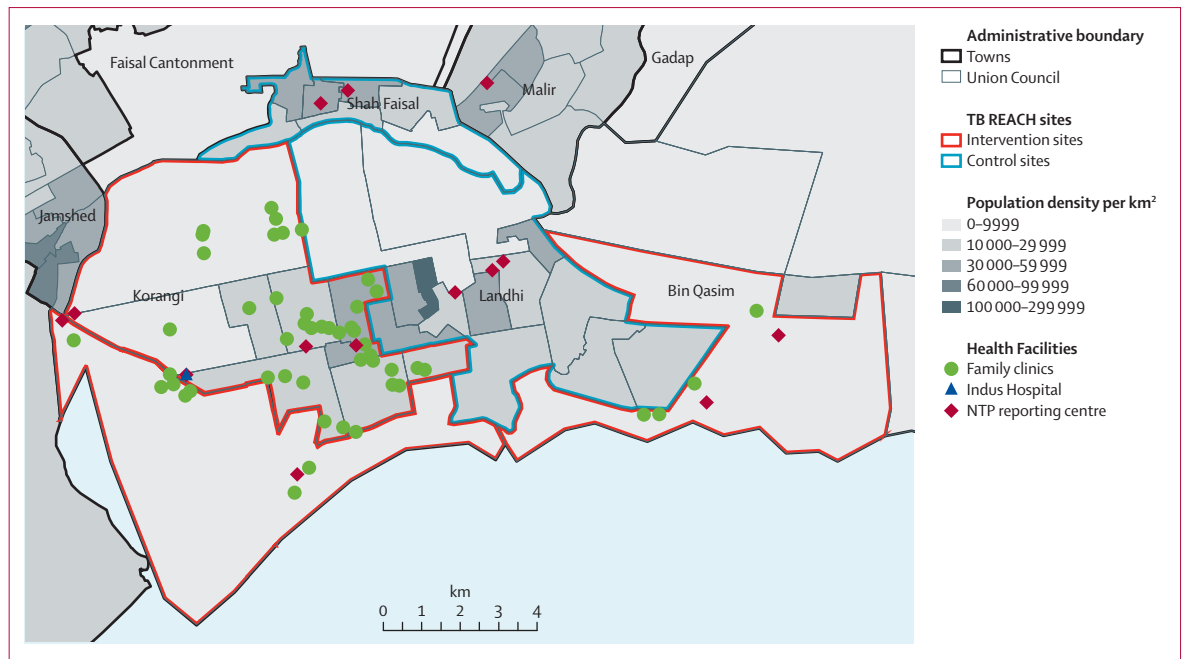 Faisal Cantonment
Gadap
Malir
Shah Faisal
Jamshed
Korangi
Landhi
Bin Qasim
km
0 1 2 3 4
Administrative boundary
Towns
Union Council
TB REACH sites
Intervention sites
Control sites
Population density per km²
0–9999
10 000–29 999
30 000–59 999
60 000–99 999
100 000–299 999
Health Facilities
Family clinics
Indus Hospital
NTP reporting centre